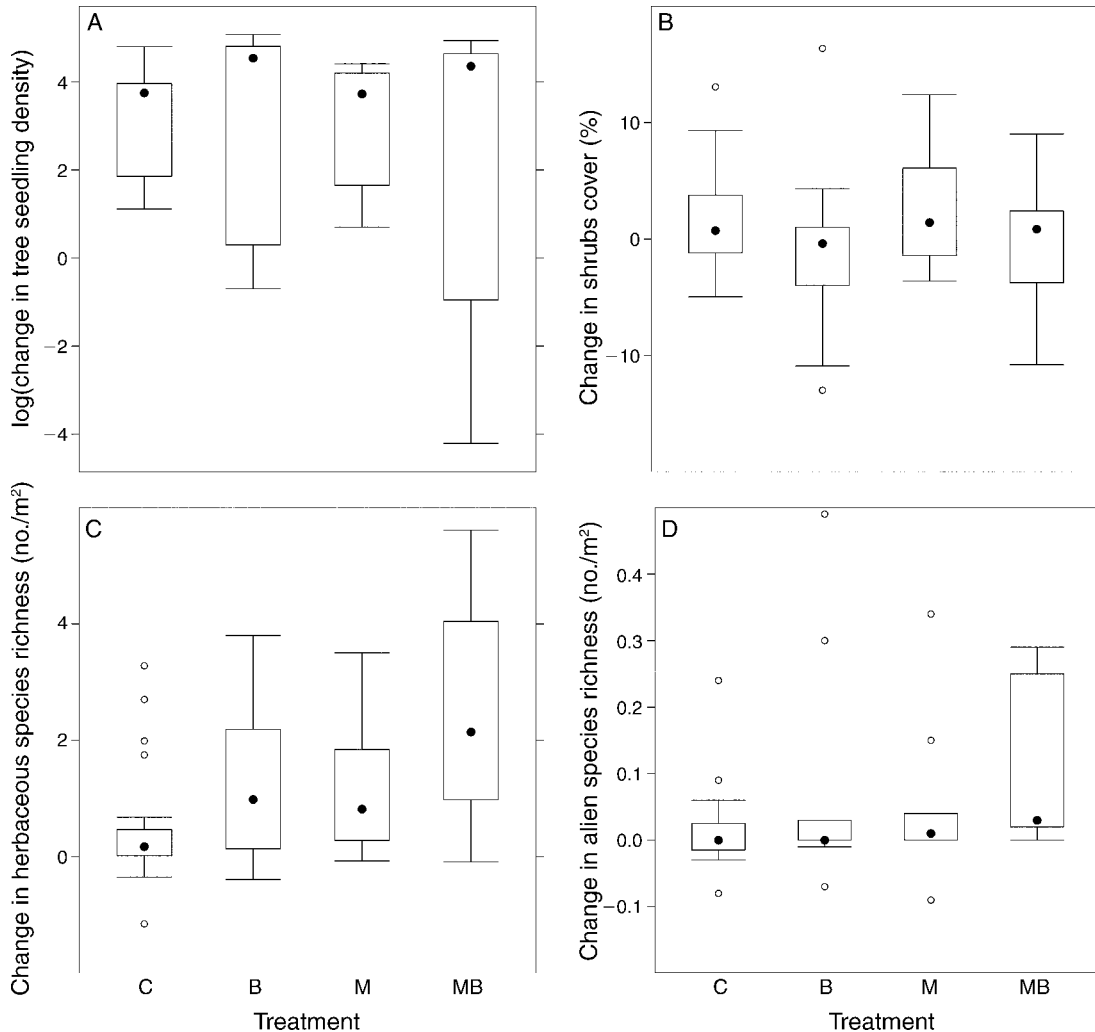 A
log(change in tree seedling density)
4
2
0
−2
−4
B
Change in shrubs cover (%)
10
0
−10
C
Change in herbaceous species richness (no./m²)
4
2
0
C
B
M
MB
Treatment
D
Change in alien species richness (no./m²)
0.4
0.3
0.2
0.1
0.0
−0.1
C
B
M
MB
Treatment